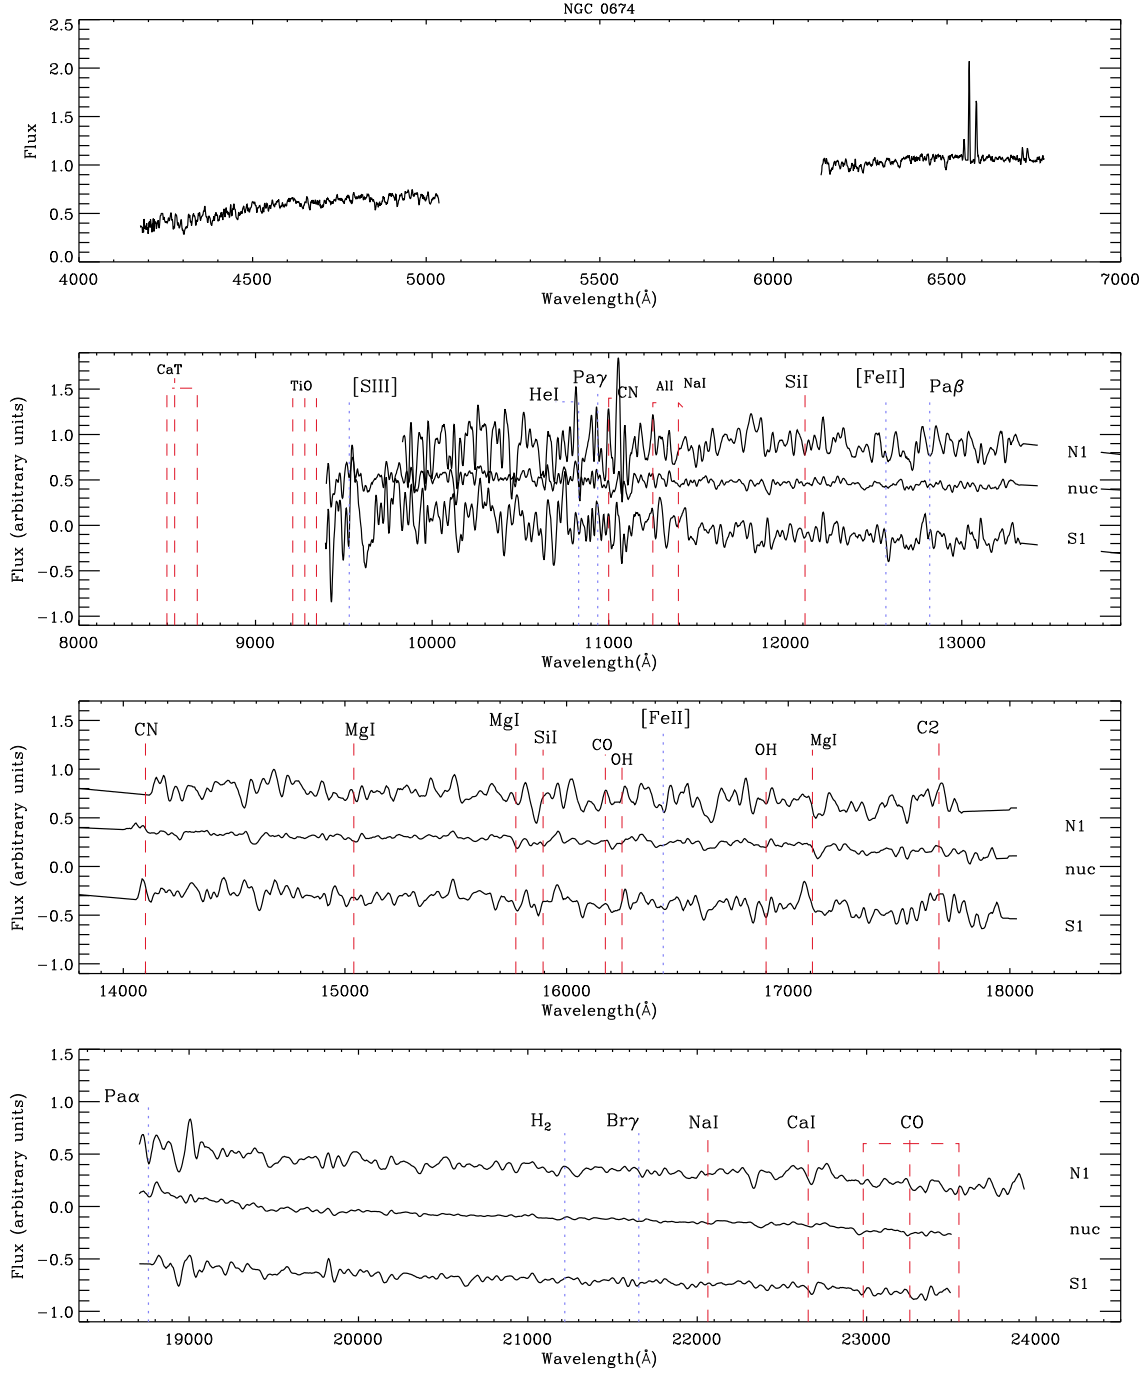 NGC 0674
2.5
2.0
1.5
1.0
0.5
0.0
Flux
4000 4500 5000 5500 6000 6500 7000
Wavelength(Å)
CaT TiO [SIII] HeI Paγ CN AlI NaI SiI [FeII] Paβ
1.5
1.0
0.5
0.0
−0.5
−1.0
Flux (arbitrary units)
N1
nuc
S1
8000 9000 10000 11000 12000 13000
Wavelength(Å)
CN MgI MgI SiI CO OH [FeII] OH MgI C2
1.5
1.0
0.5
0.0
−0.5
−1.0
Flux (arbitrary units)
N1
nuc
S1
14000 15000 16000 17000 18000
Wavelength(Å)
Paα H₂ Brγ NaI CaI CO
1.5
1.0
0.5
0.0
−0.5
−1.0
Flux (arbitrary units)
N1
nuc
S1
19000 20000 21000 22000 23000 24000
Wavelength(Å)